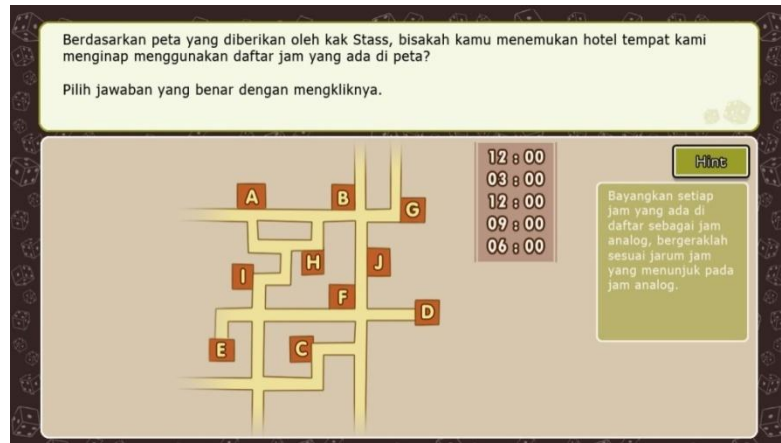 Berdasarkan peta yang diberikan oleh kak Stass, bisakah kamu menemukan hotel tempat kami
menginap menggunakan daftar jam yang ada di peta?
Pilih jawaban yang benar dengan mengkliknya.
12 : 00
03 : 00
12 : 00
09 : 00
06 : 00
Hint
Bayangkan setiap
jam yang ada di
daftar sebagai jam
analog, bergeraklah
sesuai jarum jam
yang menunjuk pada
jam analog.
A
B
G
H
J
I
F
D
E
C